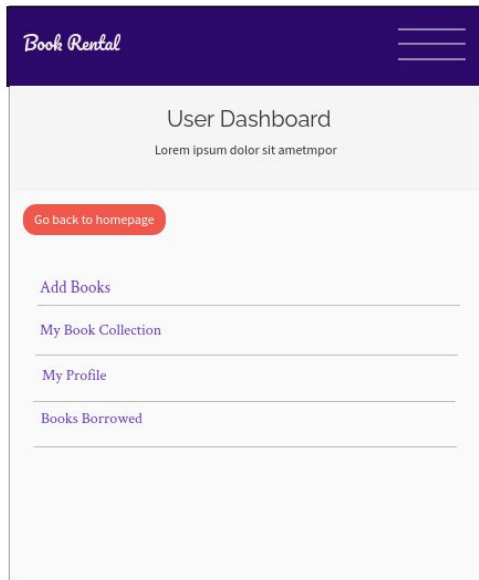 Book Rental
User Dashboard
Lorem ipsum dolor sit ametmpor
Go back to homepage
Add Books
My Book Collection
My Profile
Books Borrowed